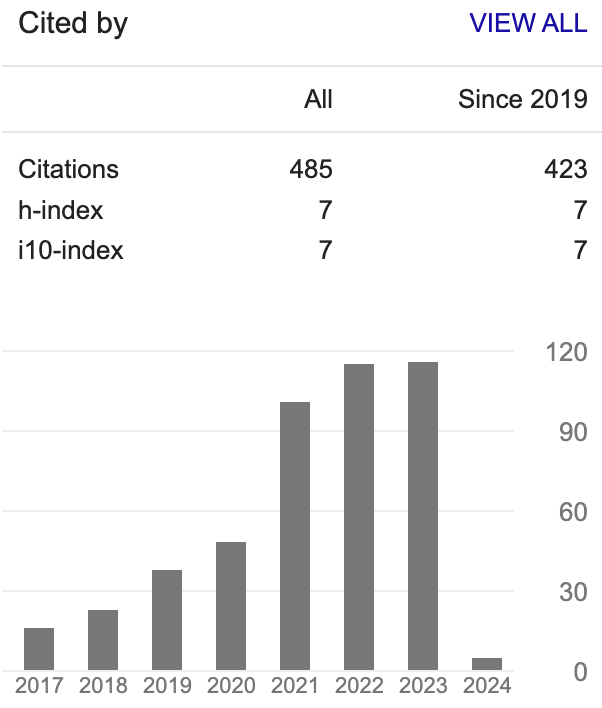 Cited by VIEW ALL
All Since 2019
Citations 485 423
h-index 7 7
i10-index 7 7
120
90
60
30
0
2017 2018 2019 2020 2021 2022 2023 2024